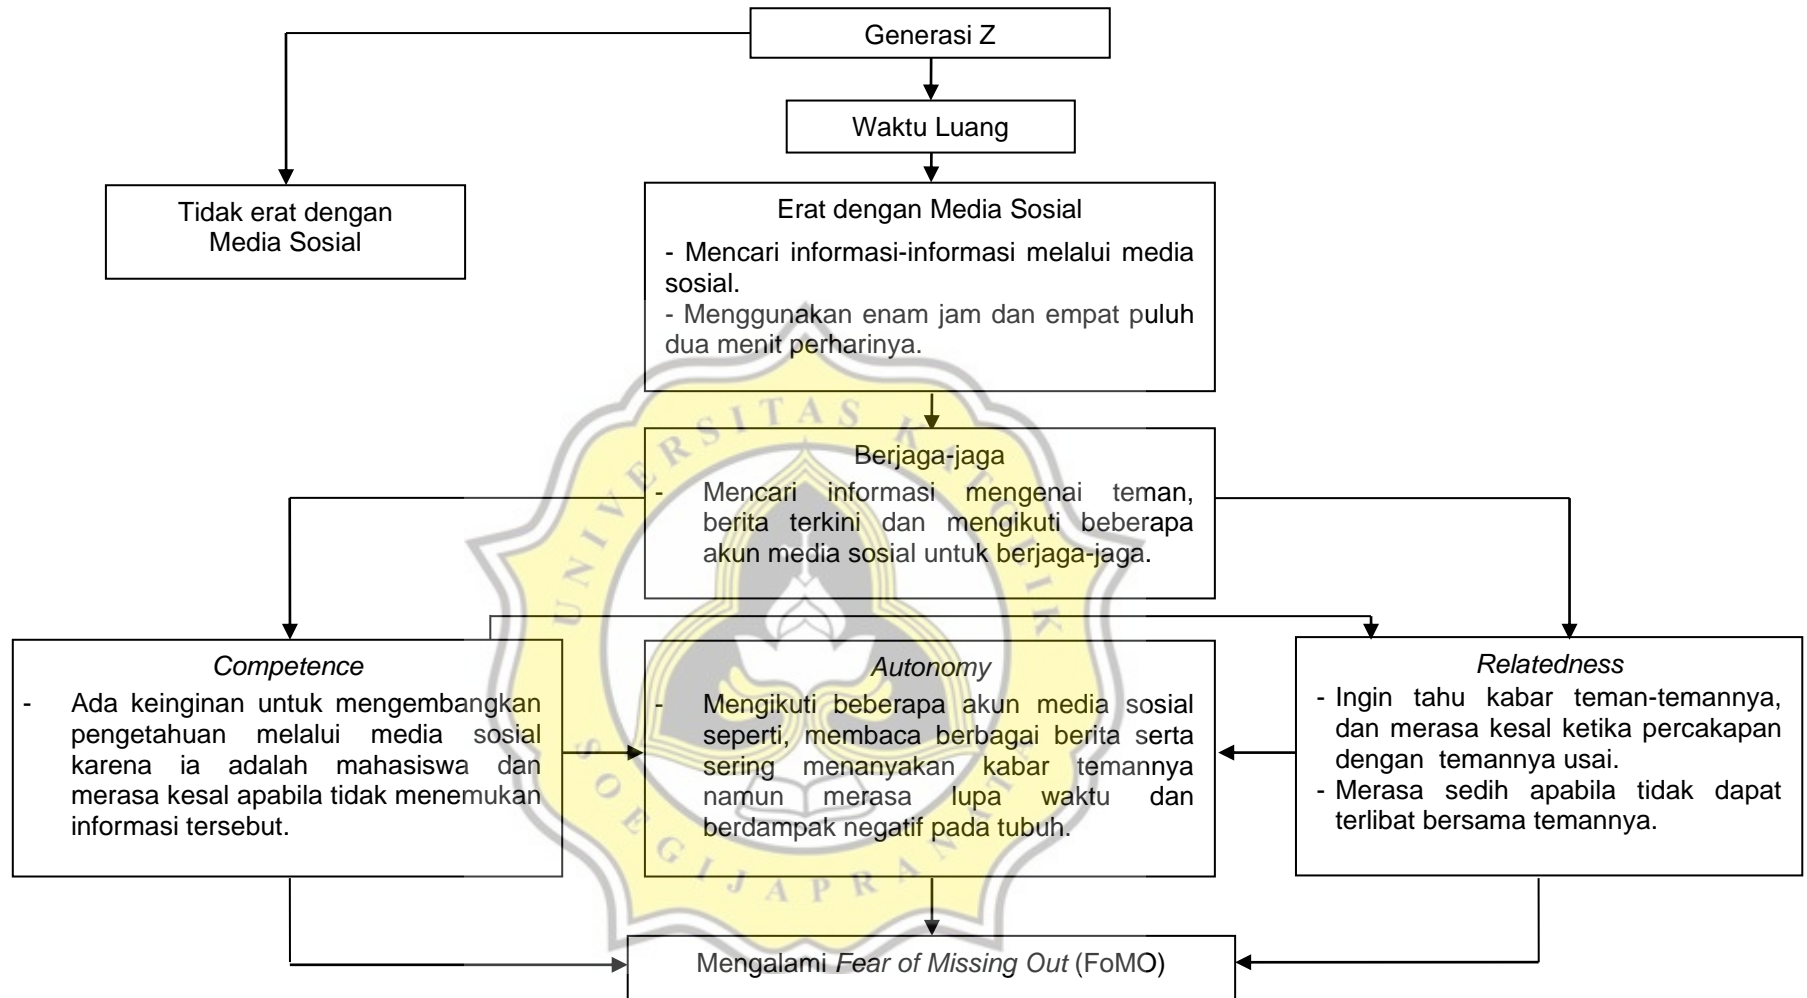 Generasi Z
Waktu Luang
Tidak erat dengan
Media Sosial
Erat dengan Media Sosial
- Mencari informasi-informasi melalui media
sosial.
- Menggunakan enam jam dan empat puluh
dua menit perharinya.
Berjaga-jaga
- Mencari informasi mengenai teman,
berita terkini dan mengikuti beberapa
akun media sosial untuk berjaga-jaga.
Competence
- Ada keinginan untuk mengembangkan
pengetahuan melalui media sosial
karena ia adalah mahasiswa dan
merasa kesal apabila tidak menemukan
informasi tersebut.
Autonomy
- Mengikuti beberapa akun media sosial
seperti, membaca berbagai berita serta
sering menanyakan kabar temannya
namun merasa lupa waktu dan
berdampak negatif pada tubuh.
Relatedness
- Ingin tahu kabar teman-temannya,
dan merasa kesal ketika percakapan
dengan temannya usai.
- Merasa sedih apabila tidak dapat
terlibat bersama temannya.
Mengalami Fear of Missing Out (FoMO)
UNIVERSITAS KATOLIK
SOEGIJAPRANATA